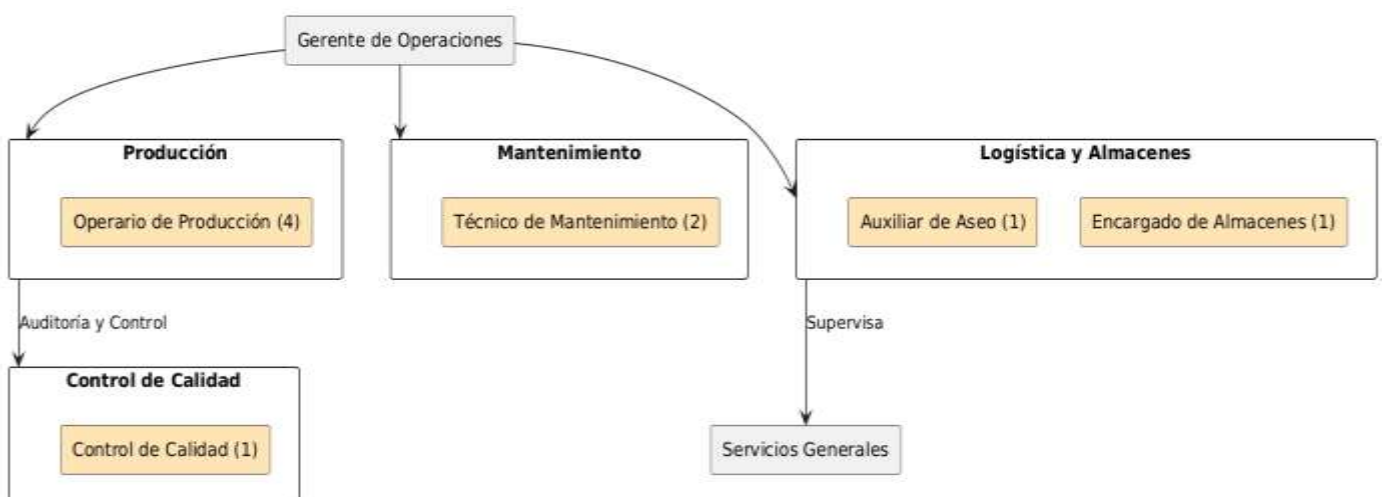 Gerente de Operaciones
Producción
Mantenimiento
Logística y Almacenes
Operario de Producción (4)
Técnico de Mantenimiento (2)
Auxiliar de Aseo (1)
Encargado de Almacenes (1)
Auditoría y Control
Supervisa
Control de Calidad
Control de Calidad (1)
Servicios Generales